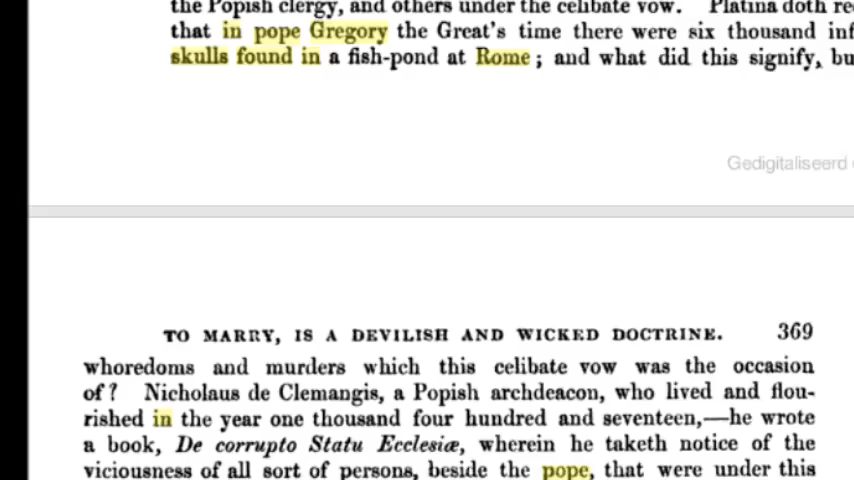 the Popish clergy, and others under the celibate vow. Platina doth
that in pope Gregory the Great's time there were six thousand
skulls found in a fish-pond at Rome ; and what did this signify,
Gedigitaliseerd
TO MARRY, IS A DEVILISH AND WICKED DOCTRINE. 369
whoredoms and murders which this celibate vow was the occasion
of? Nicholaus de Clemangis, a Popish archdeacon, who lived and flou-
rished in the year one thousand four hundred and seventeen,—he wrote
a book, De corrupto Statu Ecclesiæ, wherein he taketh notice of the
viciousness of all sort of persons, beside the pope, that were under this